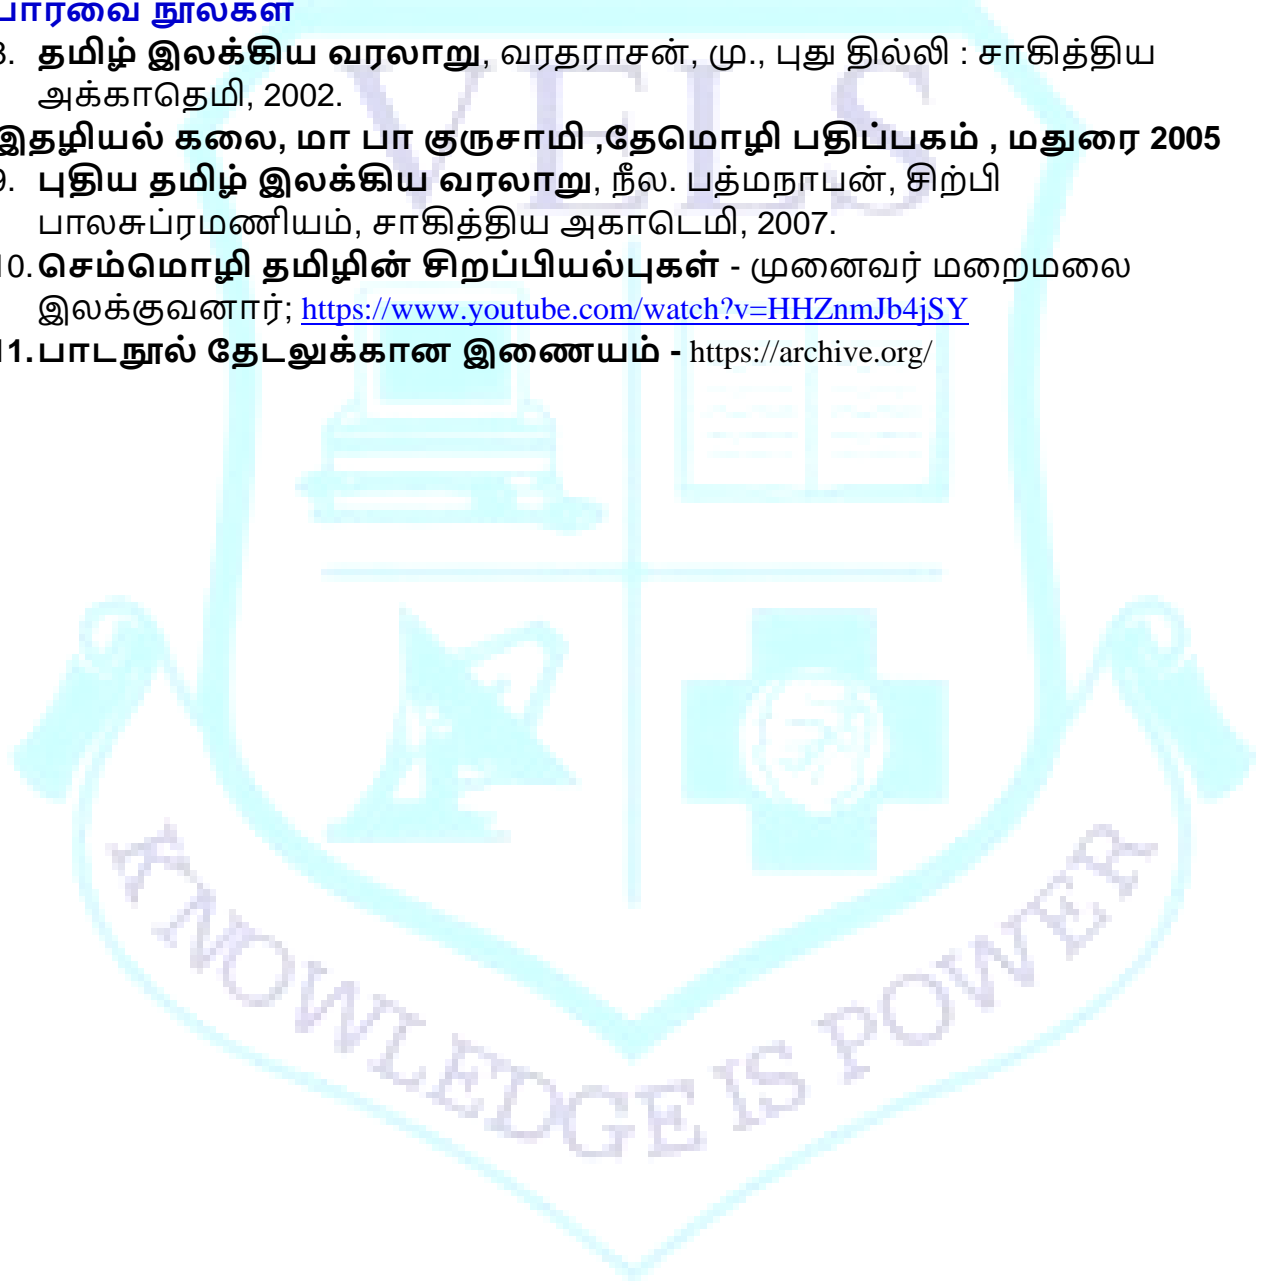 பார்வை நூல்கள்
8. தமிழ் இலக்கிய வரலாறு, வரதராசன், மு., புது தில்லி : சாகித்திய
அக்காதெமி, 2002.
இதழியல் கலை, மா பா குருசாமி ,தேமொழி பதிப்பகம் , மதுரை 2005
9. புதிய தமிழ் இலக்கிய வரலாறு, நீல. பத்மநாபன், சிற்பி
பாலசுப்ரமணியம், சாகித்திய அகாடெமி, 2007.
10. செம்மொழி தமிழின் சிறப்பியல்புகள் - முனைவர் மறைமலை
இலக்குவனார்; https://www.youtube.com/watch?v=HHZnmJb4jSY
11. பாடநூல் தேடலுக்கான இணையம் - https://archive.org/
VELS
KNOWLEDGE IS POWER